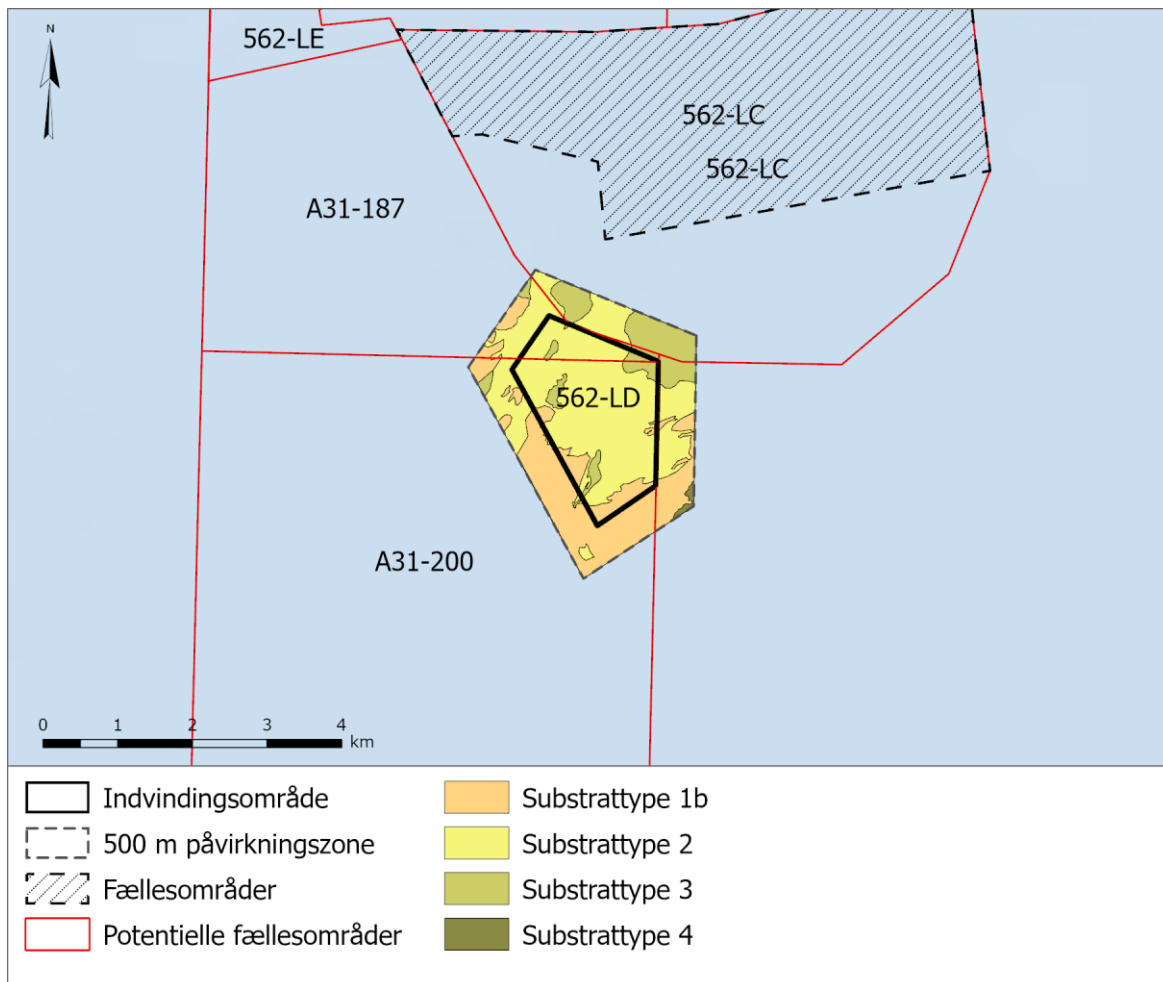 N
562-LE
562-LC
562-LC
A31-187
562-LD
A31-200
0 1 2 3 4
km
Indvindingsområde
500 m påvirkningszone
Fællesområder
Potentielle fællesområder
Substrattype 1b
Substrattype 2
Substrattype 3
Substrattype 4